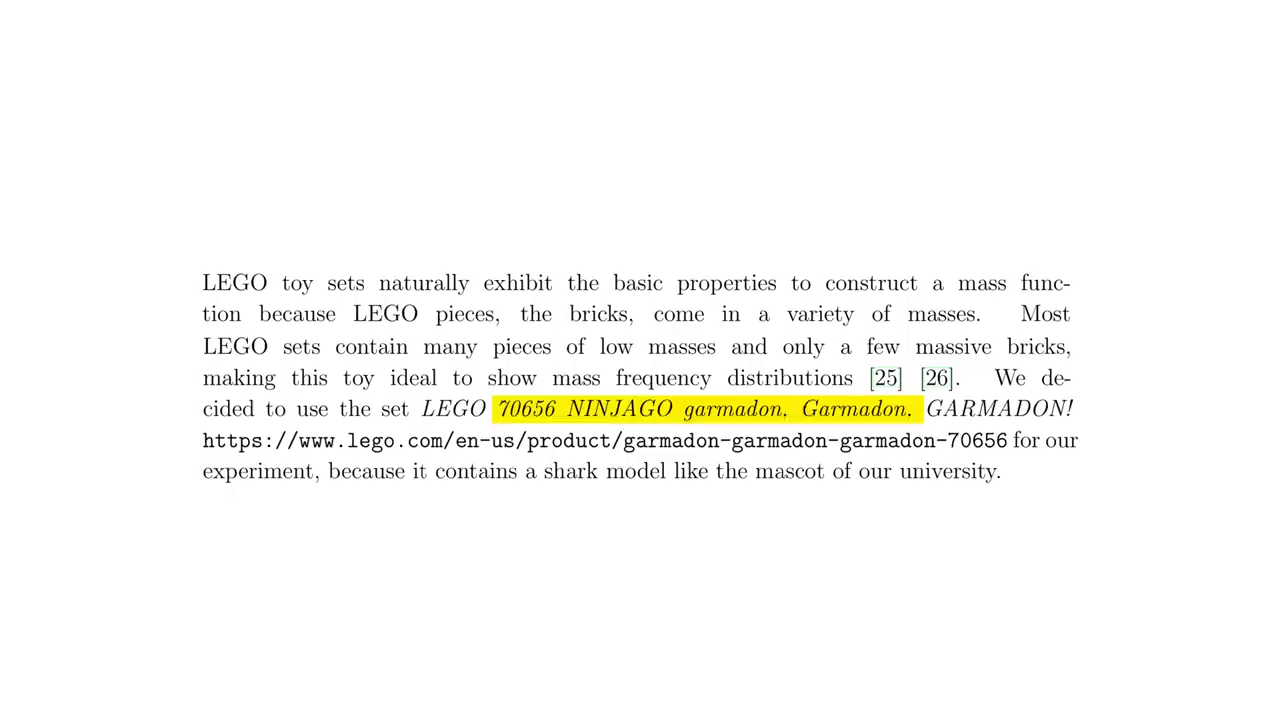 LEGO toy sets naturally exhibit the basic properties to construct a mass func-
tion because LEGO pieces, the bricks, come in a variety of masses. Most
LEGO sets contain many pieces of low masses and only a few massive bricks,
making this toy ideal to show mass frequency distributions [25] [26]. We de-
cided to use the set LEGO 70656 NINJAGO garmadon, Garmadon, GARMADON!
https://www.lego.com/en-us/product/garmadon-garmadon-garmadon-70656 for our
experiment, because it contains a shark model like the mascot of our university.